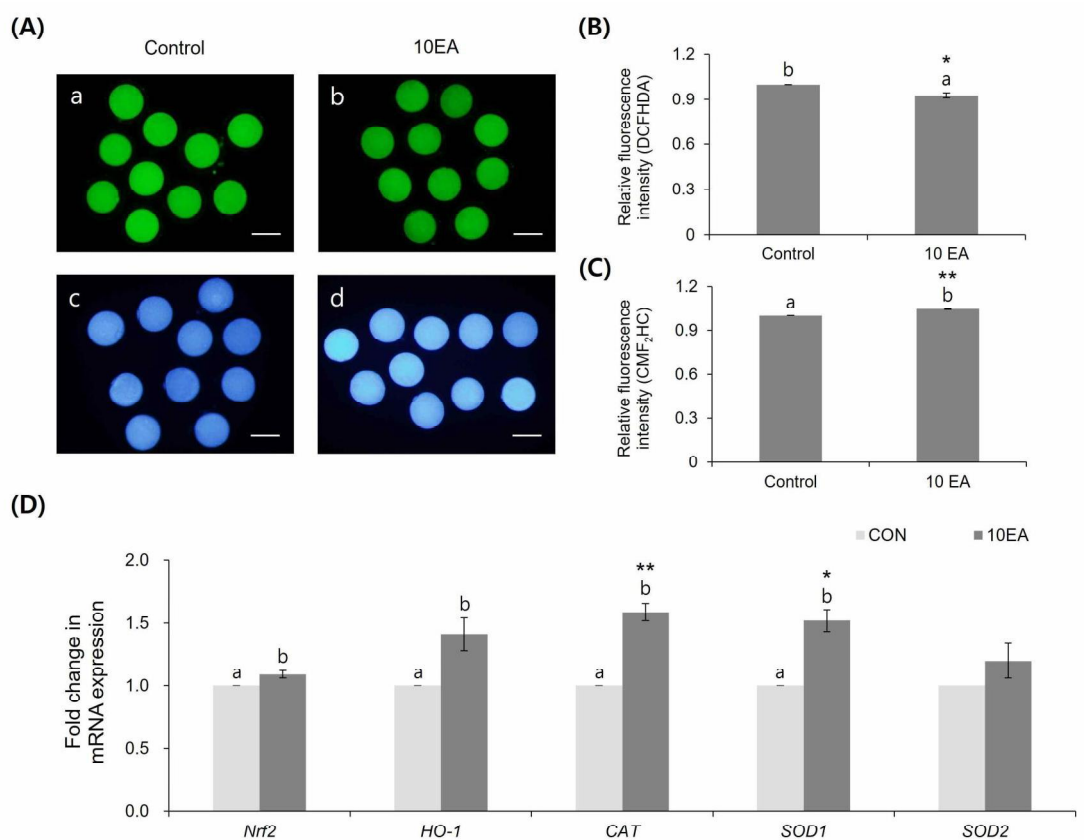 (A)
Control
10EA
a
b
c
d
(B)
Relative fluorescence
intensity (DCFHDA)
1.2
0.9
0.6
0.3
0
b
*
a
Control
10 EA
(C)
Relative fluorescence
intensity (CMF₂HC)
1.2
0.9
0.6
0.3
0
a
**
b
Control
10 EA
(D)
CON
10EA
Fold change in
mRNA expression
2.0
1.5
1.0
0.5
0.0
a
b
a
b
a
**
b
a
*
b
Nrf2
HO-1
CAT
SOD1
SOD2